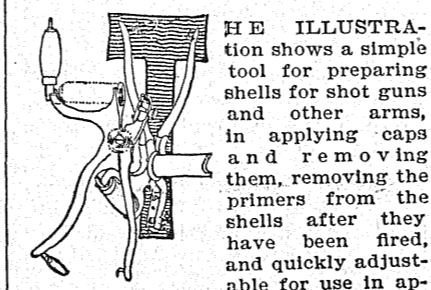 THE ILLUSTRA-
tion shows a simple
tool for preparing
shells for shot guns
and other arms,
in applying caps
and removing
them, removing the
primers from the
shells after they
have been fired,
and quickly adjust-
able for use in ap-